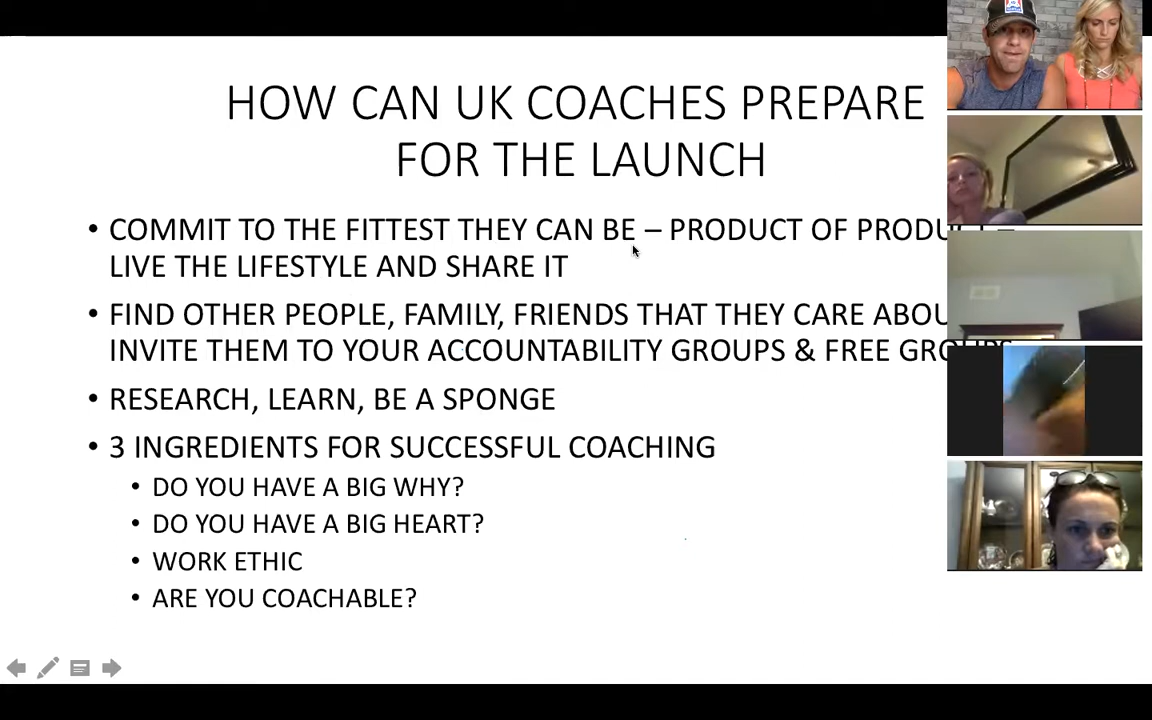 HOW CAN UK COACHES PREPARE
FOR THE LAUNCH
• COMMIT TO THE FITTEST THEY CAN BE – PRODUCT OF PRODUCT –
LIVE THE LIFESTYLE AND SHARE IT
• FIND OTHER PEOPLE, FAMILY, FRIENDS THAT THEY CARE
INVITE THEM TO YOUR ACCOUNTABILITY GROUPS & FREE GROUPS
• RESEARCH, LEARN, BE A SPONGE
• 3 INGREDIENTS FOR SUCCESSFUL COACHING
• DO YOU HAVE A BIG WHY?
• DO YOU HAVE A BIG HEART?
• WORK ETHIC
• ARE YOU COACHABLE?